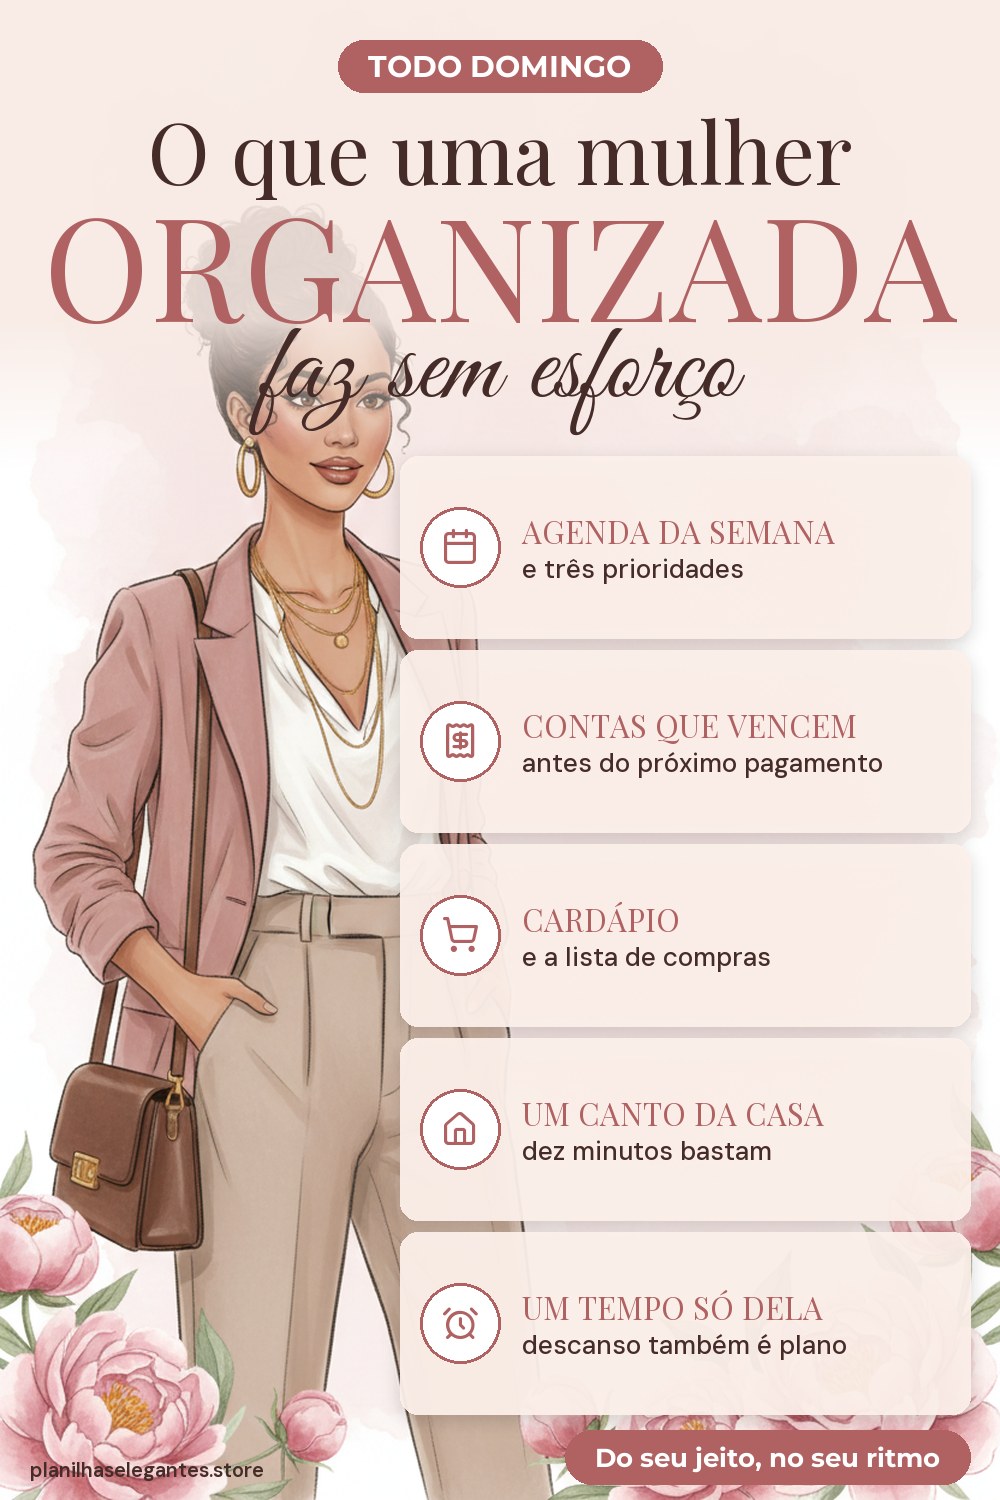 TODO DOMINGO
O que uma mulher
ORGANIZADA
faz sem esforço
AGENDA DA SEMANA
e três prioridades
CONTAS QUE VENCEM
antes do próximo pagamento
CARDÁPIO
e a lista de compras
UM CANTO DA CASA
dez minutos bastam
UM TEMPO SÓ DELA
descanso também é plano
Do seu jeito, no seu ritmo
planilhaselegantes.store